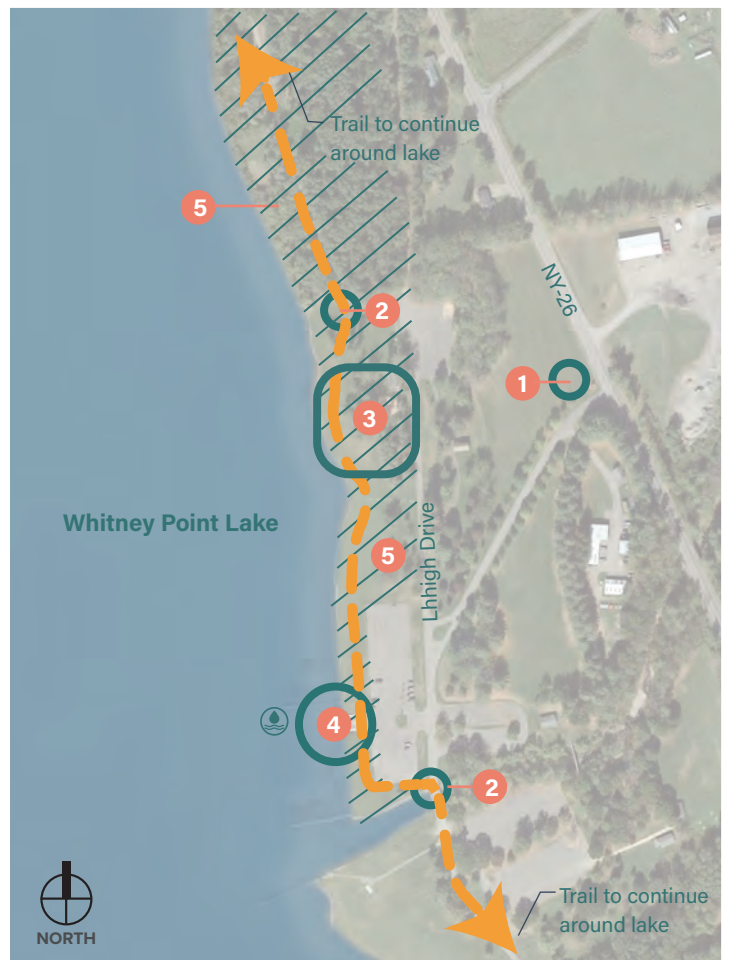 Trail to continue
around lake
5
NY-26
2
1
3
Whitney Point Lake
Lhhigh Drive
5
4
2
Trail to continue
around lake
NORTH